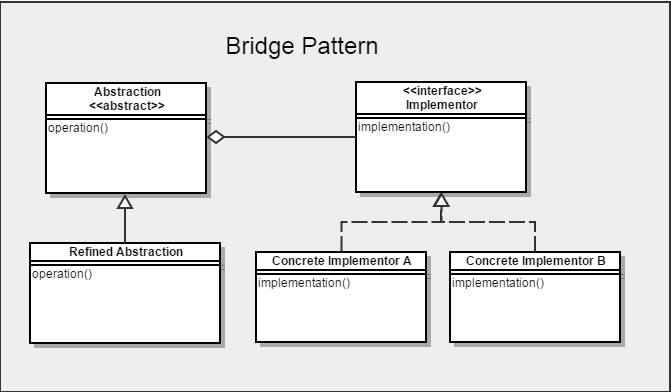 Bridge Pattern
Abstraction
<<abstract>>
operation()
<<interface>>
Implementor
implementation()
Refined Abstraction
operation()
Concrete Implementor A
implementation()
Concrete Implementor B
implementation()